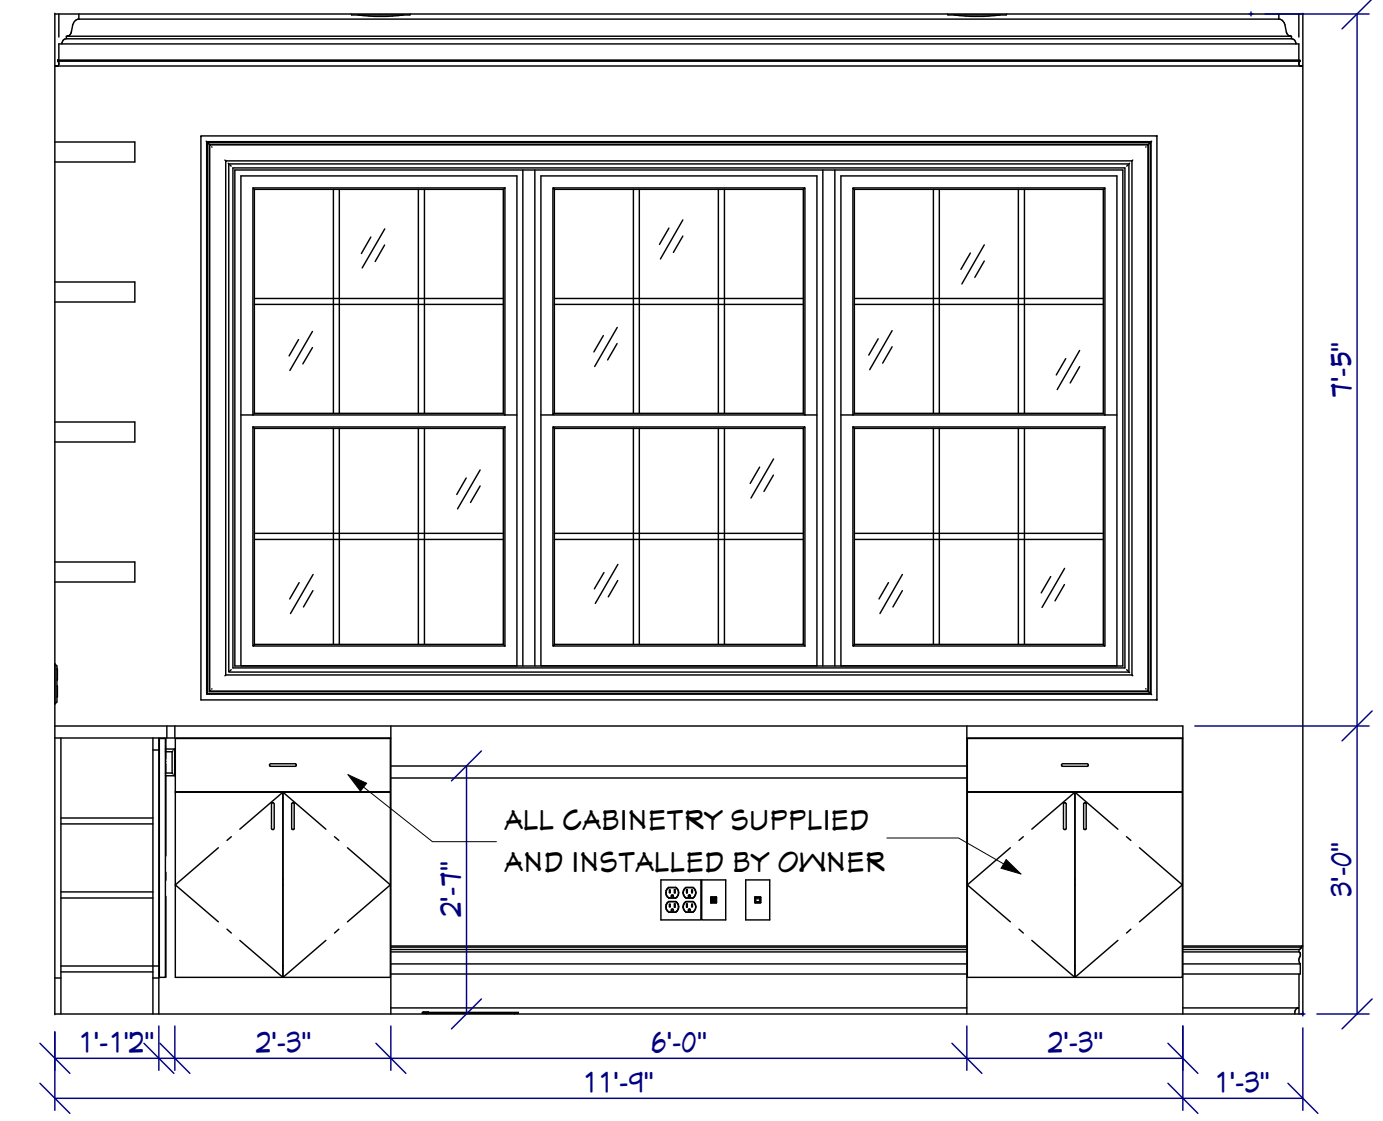 7'-5"
ALL CABINETRY SUPPLIED
AND INSTALLED BY OWNER
2'-7"
3'-0"
1'-1" 2" 2'-3" 6'-0" 2'-3"
11'-9" 1'-3"